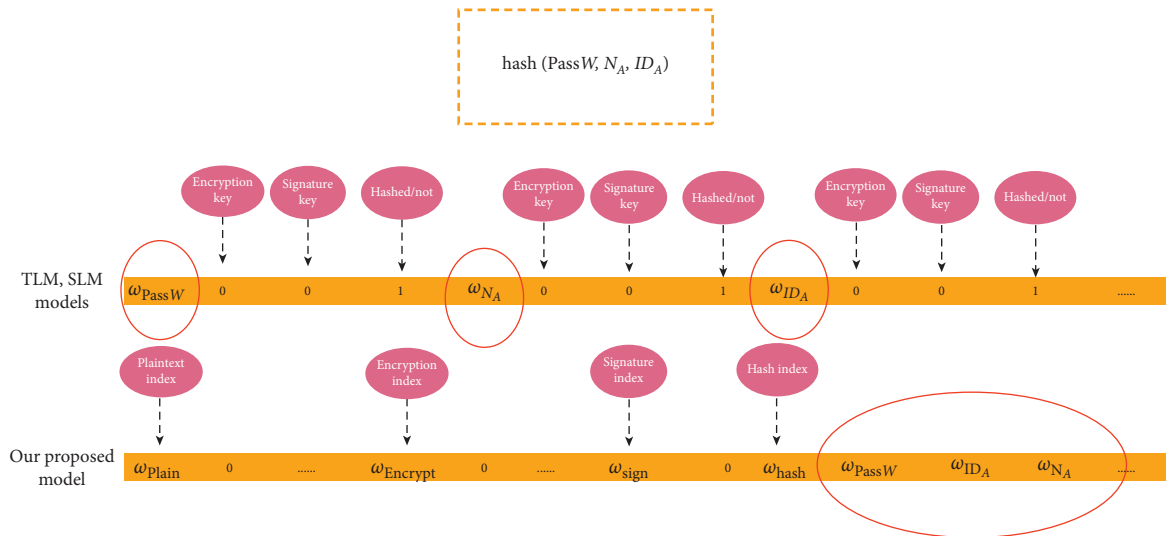 hash (PassW, N_A, ID_A)
Encryption key
Signature key
Hashed/not
Encryption key
Signature key
Hashed/not
Encryption key
Signature key
Hashed/not
TLM, SLM models
ω_PassW 0 0 1 ω_N_A 0 0 1 ω_ID_A 0 0 1 ......
Plaintext index
Encryption index
Signature index
Hash index
Our proposed model
ω_Plain 0 ...... ω_Encrypt 0 ...... ω_sign 0 ω_hash ω_PassW ω_ID_A ω_N_A ......